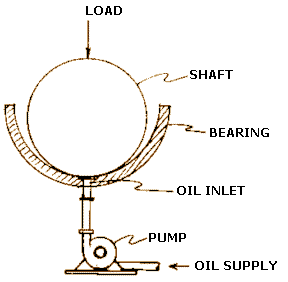 LOAD
SHAFT
BEARING
OIL INLET
PUMP
OIL SUPPLY